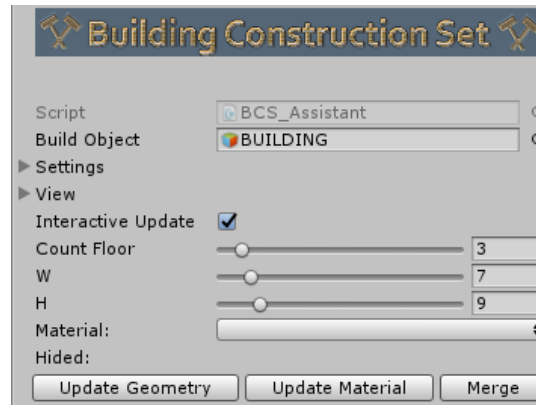 Building Construction Set
Script BCS_Assistant
Build Object BUILDING
Settings
View
Interactive Update
Count Floor 3
W 7
H 9
Material:
Hided:
Update Geometry Update Material Merge